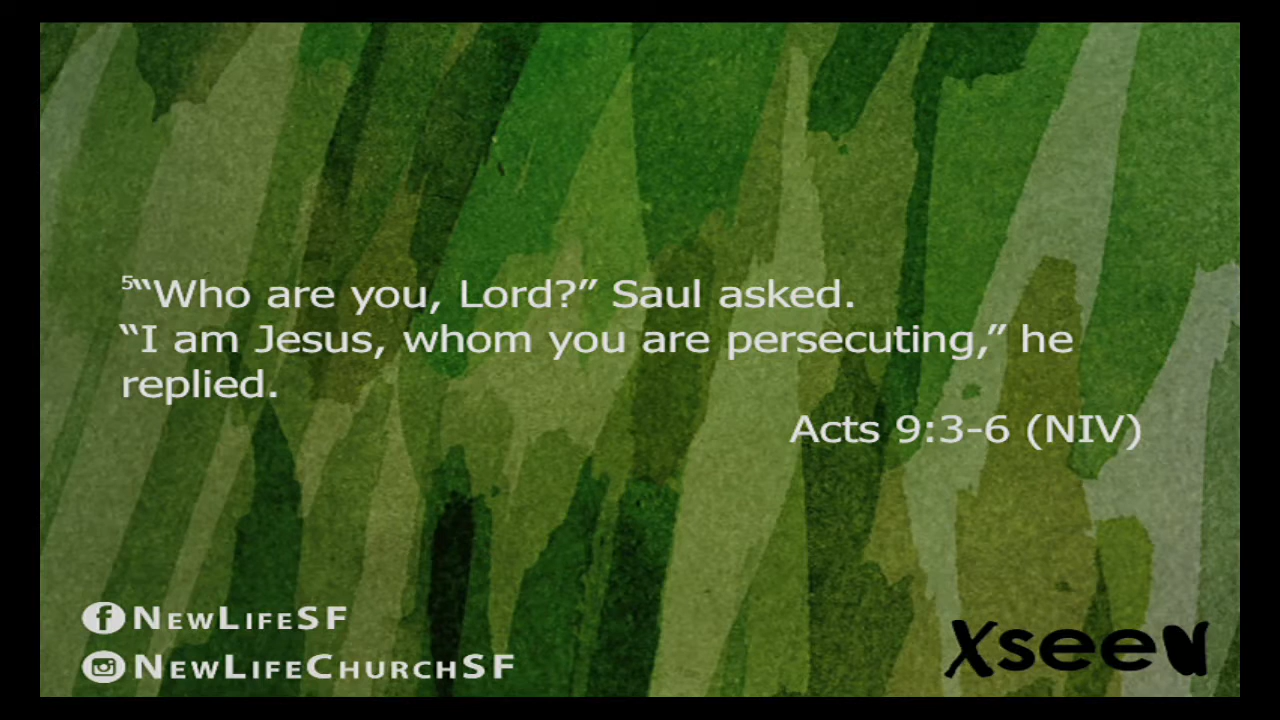 ⁵“Who are you, Lord?” Saul asked.
“I am Jesus, whom you are persecuting,” he
replied.
Acts 9:3-6 (NIV)
NEWLIFESF
NEWLIFECHURCHSF
Xseen